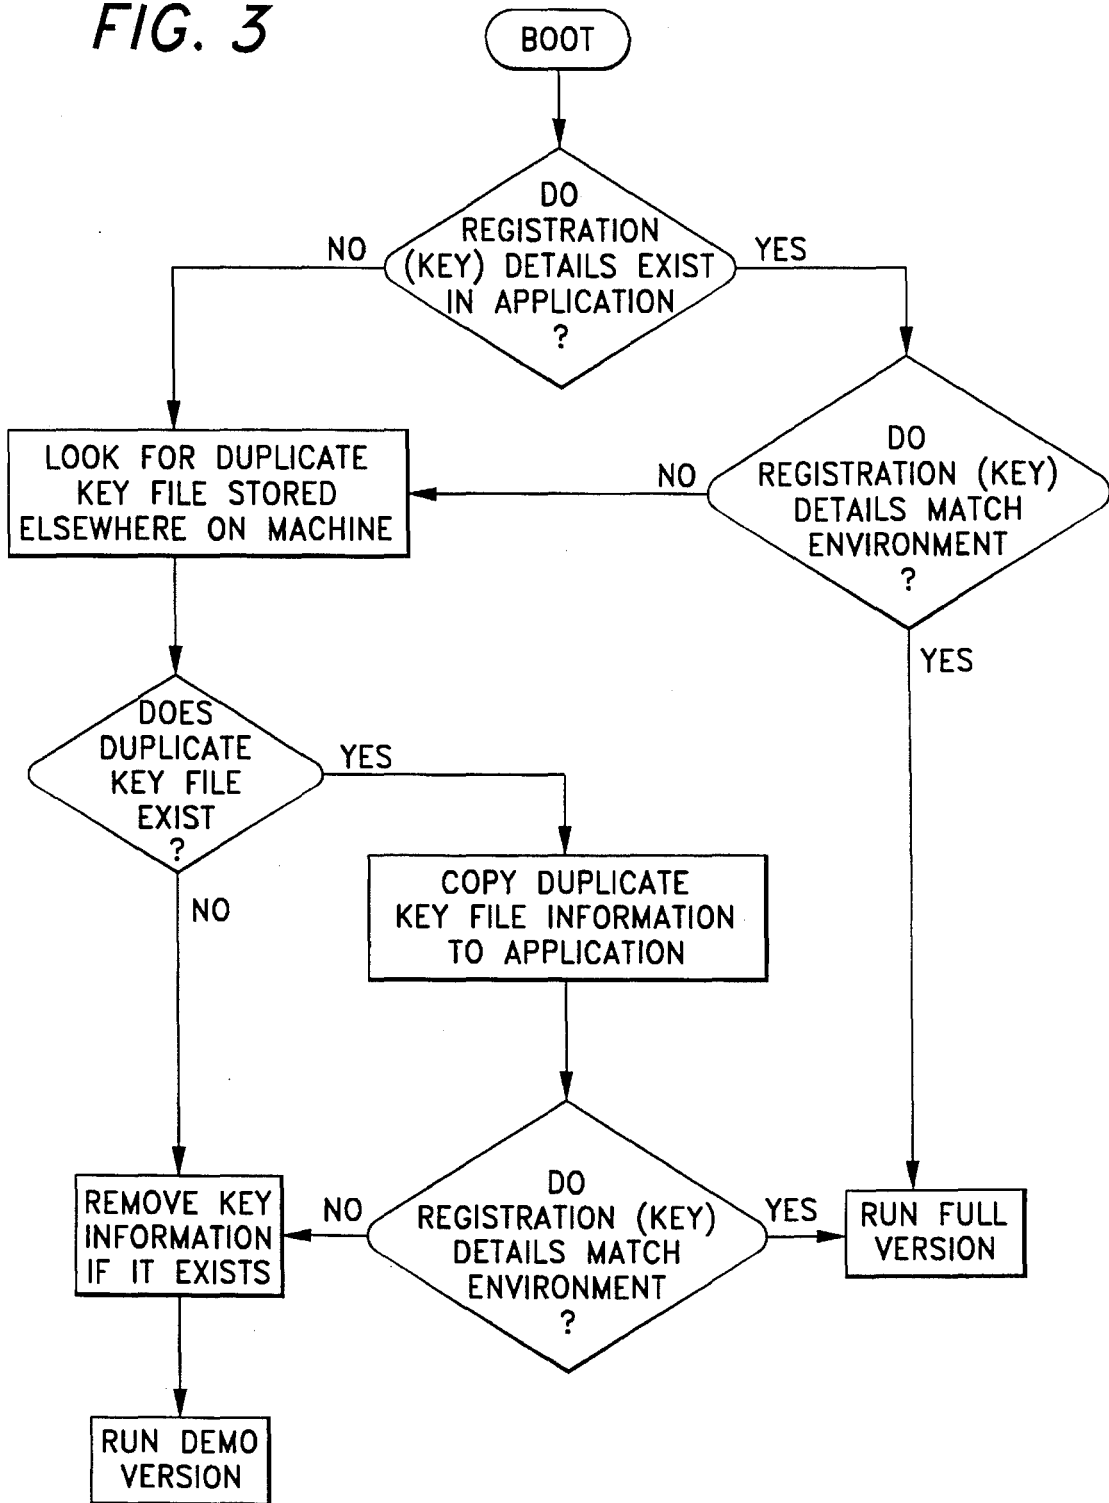 FIG. 3
BOOT
DO
REGISTRATION
(KEY) DETAILS EXIST
IN APPLICATION
?
NO
YES
LOOK FOR DUPLICATE
KEY FILE STORED
ELSEWHERE ON MACHINE
NO
DO
REGISTRATION (KEY)
DETAILS MATCH
ENVIRONMENT
?
YES
DOES
DUPLICATE
KEY FILE
EXIST
?
YES
NO
COPY DUPLICATE
KEY FILE INFORMATION
TO APPLICATION
REMOVE KEY
INFORMATION
IF IT EXISTS
NO
DO
REGISTRATION (KEY)
DETAILS MATCH
ENVIRONMENT
?
YES
RUN FULL
VERSION
RUN DEMO
VERSION